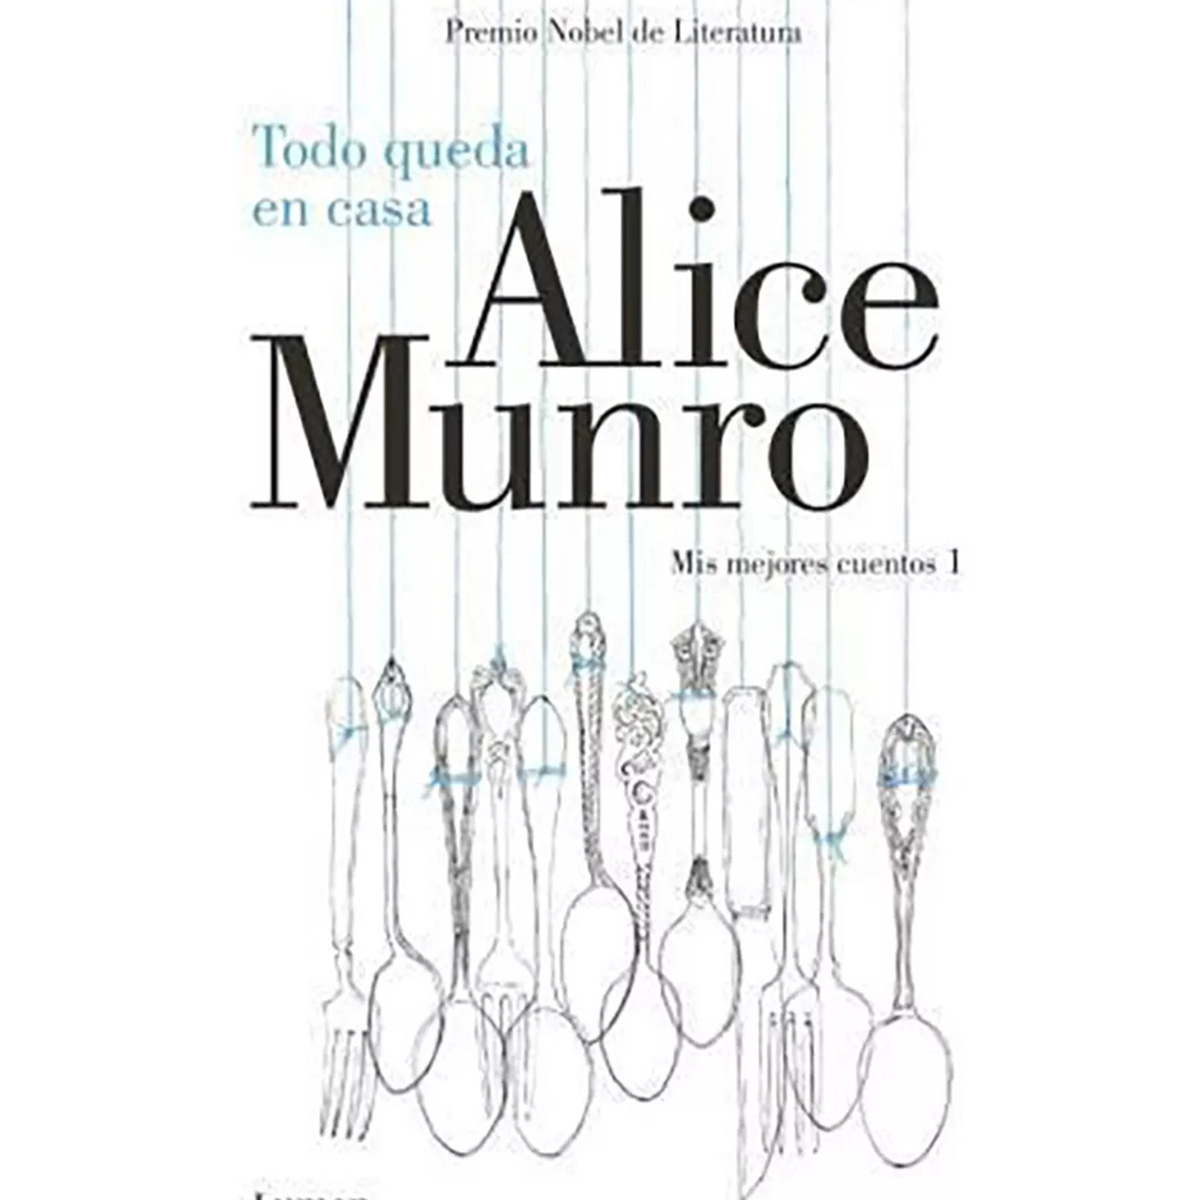 Premio Nobel de Literatura
Todo queda
en casa
Alice
Munro
Mis mejores cuentos 1